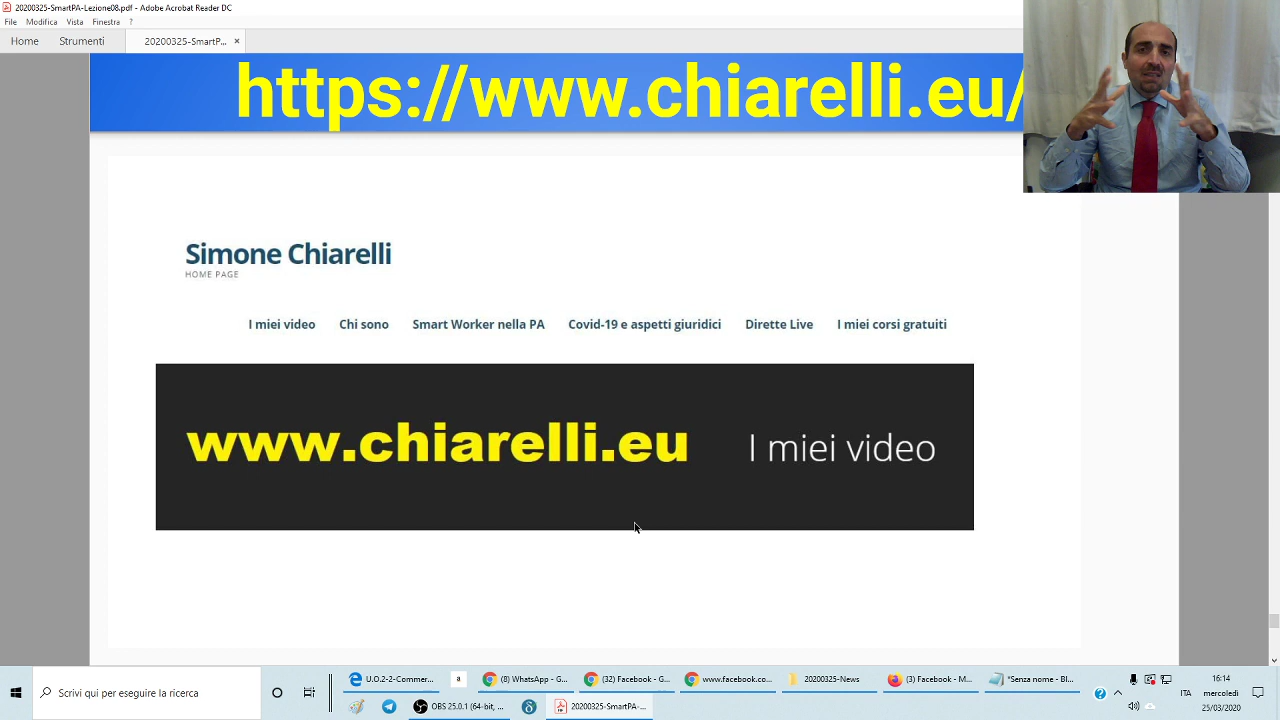 20200325-SmartPA-Lezione08.pdf - Adobe Acrobat Reader DC
File Modifica Vista Finestra ?
Home Strumenti 20200325-SmartP... ×
https://www.chiarelli.eu/
Simone Chiarelli
HOME PAGE
I miei video Chi sono Smart Worker nella PA Covid-19 e aspetti giuridici Dirette Live I miei corsi gratuiti
www.chiarelli.eu I miei video
U.O.2-2-Commer... a (8) WhatsApp - G... (32) Facebook - G... www.facebook.co... 20200325-News (3) Facebook - M... *Senza nome - Bl...
Scrivi qui per eseguire la ricerca
OBS 25.0.1 (64-bit, ... 20200325-SmartPA-...
16:14
ITA mercoledì
25/03/2020